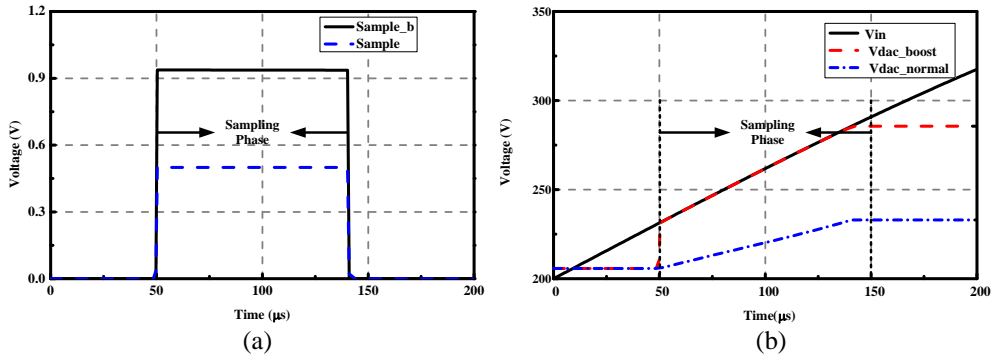 1.2
0.9
0.6
0.3
0.0
0
50
100
150
200
Voltage (V)
Time (μs)
Sample_b
Sample
Sampling
Phase
(a)
350
300
250
200
0
50
100
150
200
Voltage (V)
Time(μs)
Vin
Vdac_boost
Vdac_normal
Sampling
Phase
(b)